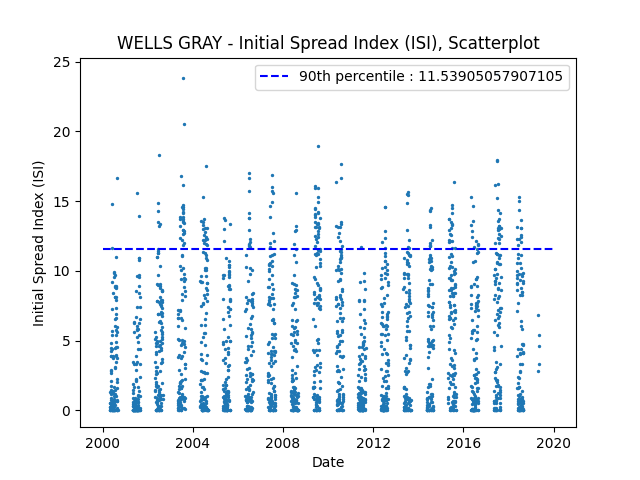 WELLS GRAY - Initial Spread Index (ISI), Scatterplot
90th percentile : 11.53905057907105
Initial Spread Index (ISI)
25
20
15
10
5
0
2000 2004 2008 2012 2016 2020
Date